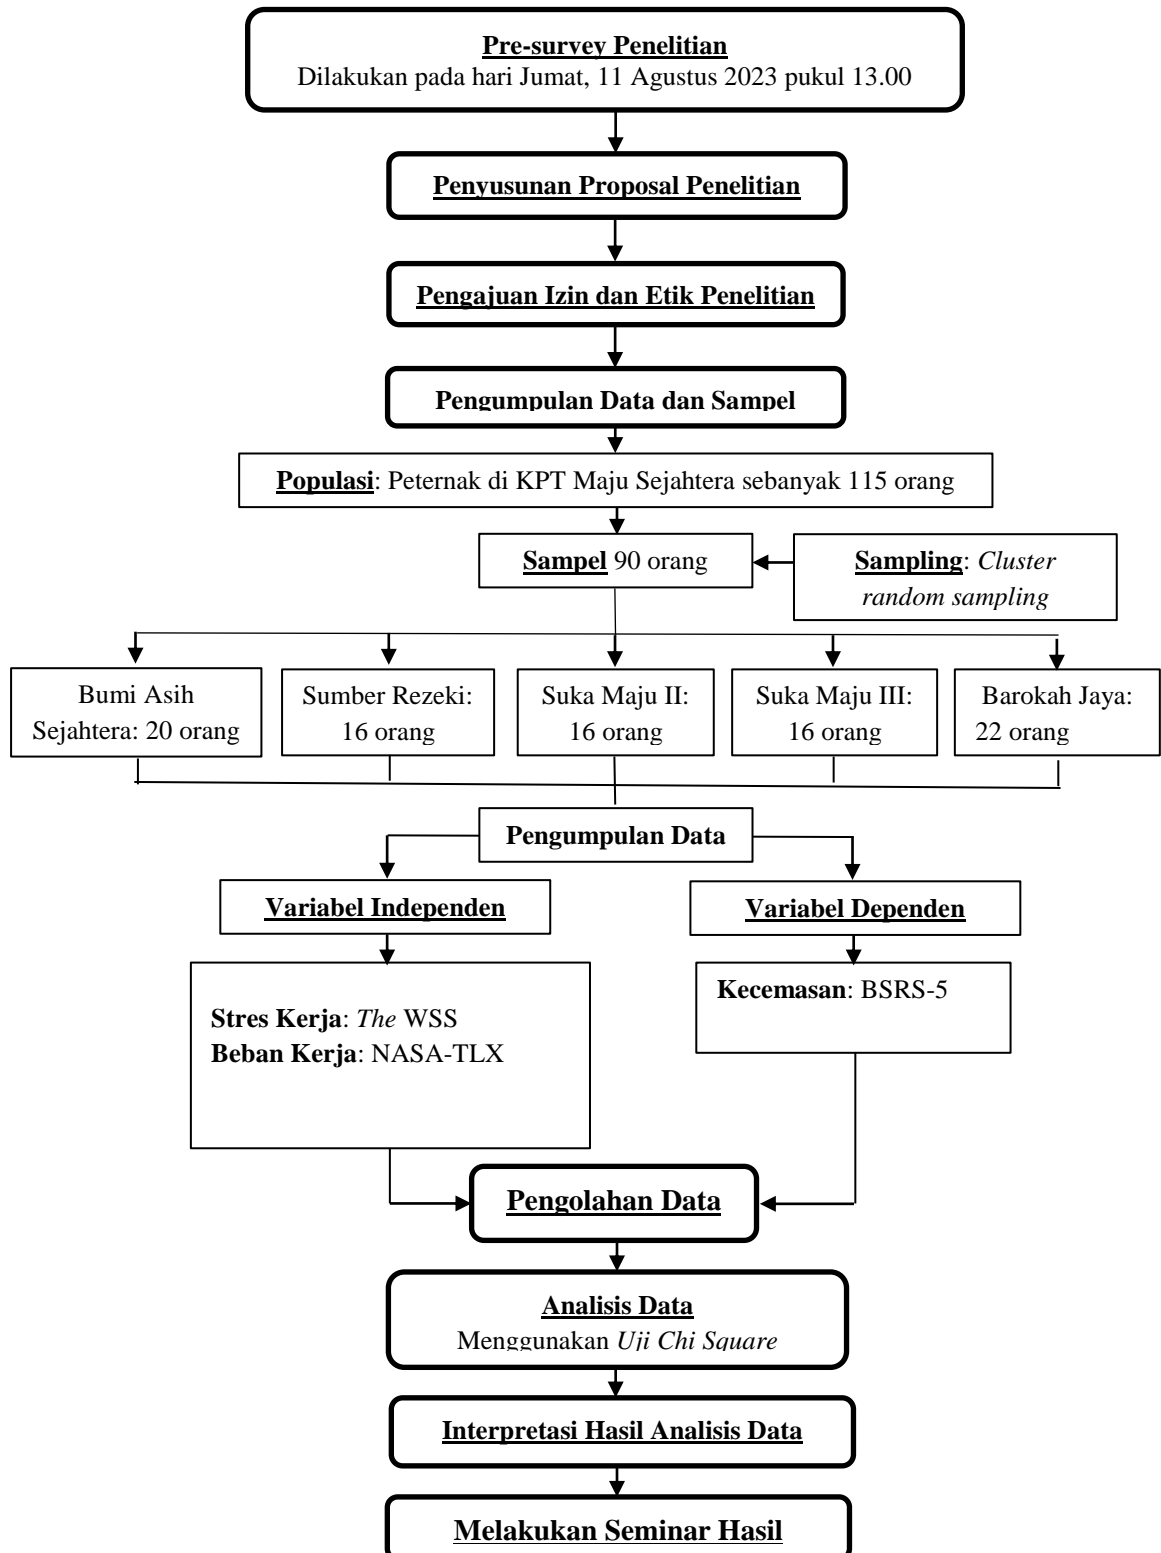 Pre-survey Penelitian
Dilakukan pada hari Jumat, 11 Agustus 2023 pukul 13.00
Penyusunan Proposal Penelitian
Pengajuan Izin dan Etik Penelitian
Pengumpulan Data dan Sampel
Populasi: Peternak di KPT Maju Sejahtera sebanyak 115 orang
Sampel 90 orang
Sampling: Cluster
random sampling
Bumi Asih
Sejahtera: 20 orang
Sumber Rezeki:
16 orang
Suka Maju II:
16 orang
Suka Maju III:
16 orang
Barokah Jaya:
22 orang
Pengumpulan Data
Variabel Independen
Variabel Dependen
Stres Kerja: The WSS
Beban Kerja: NASA-TLX
Kecemasan: BSRS-5
Pengolahan Data
Analisis Data
Menggunakan Uji Chi Square
Interpretasi Hasil Analisis Data
Melakukan Seminar Hasil